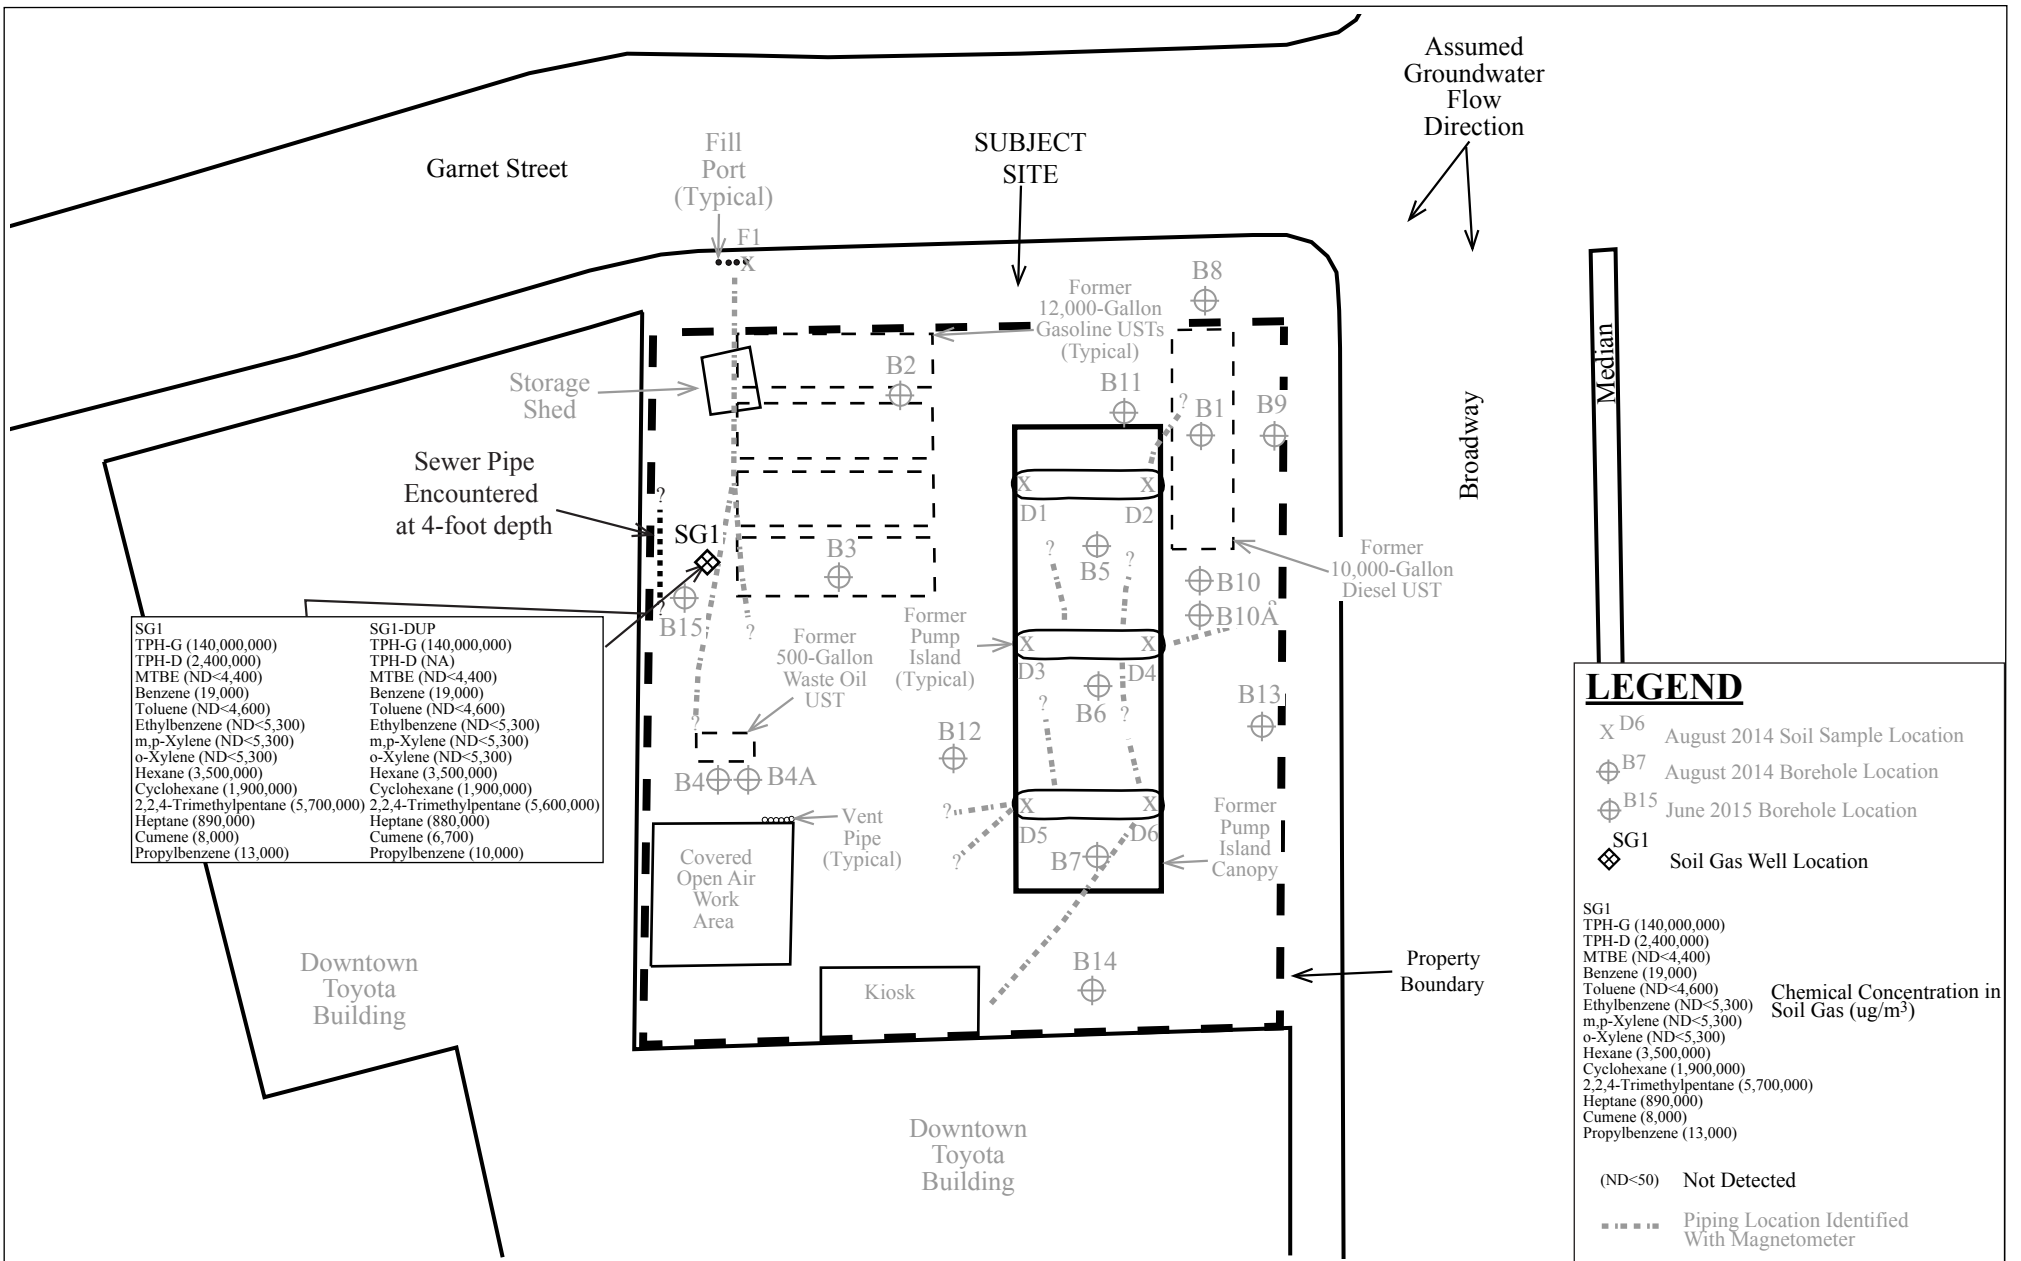 Assumed
Groundwater
Flow
Direction
Garnet Street
Fill
Port
(Typical)
F1
X
SUBJECT
SITE
Former
12,000-Gallon
Gasoline USTs
(Typical)
B8
Storage
Shed
B2
B11
?
B1
B9
Median
Broadway
Sewer Pipe
Encountered
at 4-foot depth
?
SG1
?
B15
B3
?
X
X
D1
D2
?
B5
?
B10
B10A
?
Former
10,000-Gallon
Diesel UST
Former
Pump
Island
(Typical)
X
X
D3
D4
Former
500-Gallon
Waste Oil
UST
?
B4
B4A
B12
?
B6
?
B13
Vent
Pipe
(Typical)
?
?
X
X
D5
D6
B7
Former
Pump
Island
Canopy
Covered
Open Air
Work
Area
Kiosk
B14
Property
Boundary
Downtown
Toyota
Building
Downtown
Toyota
Building
SG1
TPH-G (140,000,000)
TPH-D (2,400,000)
MTBE (ND<4,400)
Benzene (19,000)
Toluene (ND<4,600)
Ethylbenzene (ND<5,300)
m,p-Xylene (ND<5,300)
o-Xylene (ND<5,300)
Hexane (3,500,000)
Cyclohexane (1,900,000)
2,2,4-Trimethylpentane (5,700,000)
Heptane (890,000)
Cumene (8,000)
Propylbenzene (13,000)
SG1-DUP
TPH-G (140,000,000)
TPH-D (NA)
MTBE (ND<4,400)
Benzene (19,000)
Toluene (ND<4,600)
Ethylbenzene (ND<5,300)
m,p-Xylene (ND<5,300)
o-Xylene (ND<5,300)
Hexane (3,500,000)
Cyclohexane (1,900,000)
2,2,4-Trimethylpentane (5,600,000)
Heptane (880,000)
Cumene (6,700)
Propylbenzene (10,000)
LEGEND
X D6 August 2014 Soil Sample Location
B7 August 2014 Borehole Location
B15 June 2015 Borehole Location
SG1
Soil Gas Well Location
SG1
TPH-G (140,000,000)
TPH-D (2,400,000)
MTBE (ND<4,400)
Benzene (19,000)
Toluene (ND<4,600)
Ethylbenzene (ND<5,300)
m,p-Xylene (ND<5,300)
o-Xylene (ND<5,300)
Hexane (3,500,000)
Cyclohexane (1,900,000)
2,2,4-Trimethylpentane (5,700,000)
Heptane (890,000)
Cumene (8,000)
Propylbenzene (13,000)
Chemical Concentration in
Soil Gas (ug/m³)
(ND<50) Not Detected
Piping Location Identified
With Magnetometer